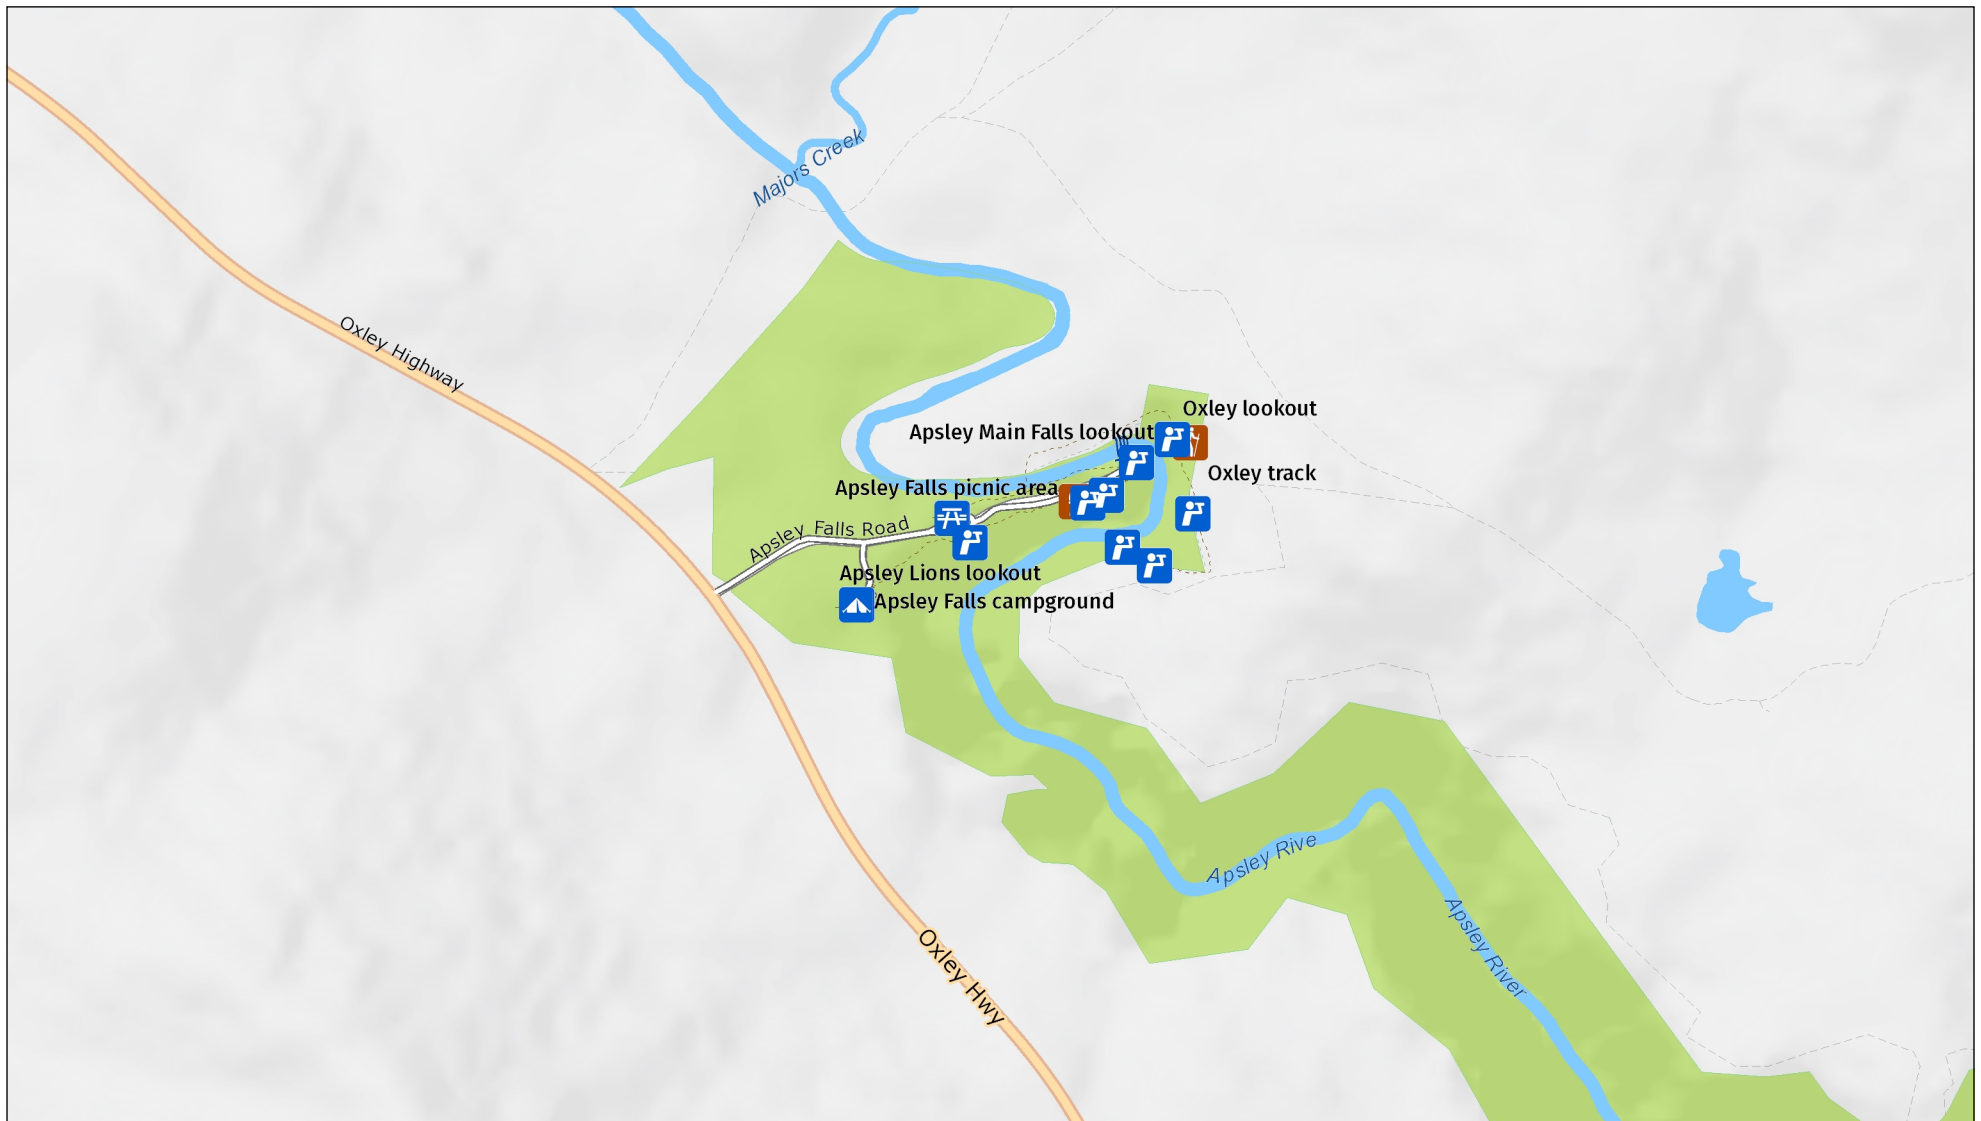 Majors Creek
Oxley Highway
Oxley lookout
Apsley Main Falls lookout
Oxley track
Apsley Falls picnic area
Apsley Falls Road
Apsley Lions lookout
Apsley Falls campground
Apsley Rive
Apsley River
Oxley Hwy